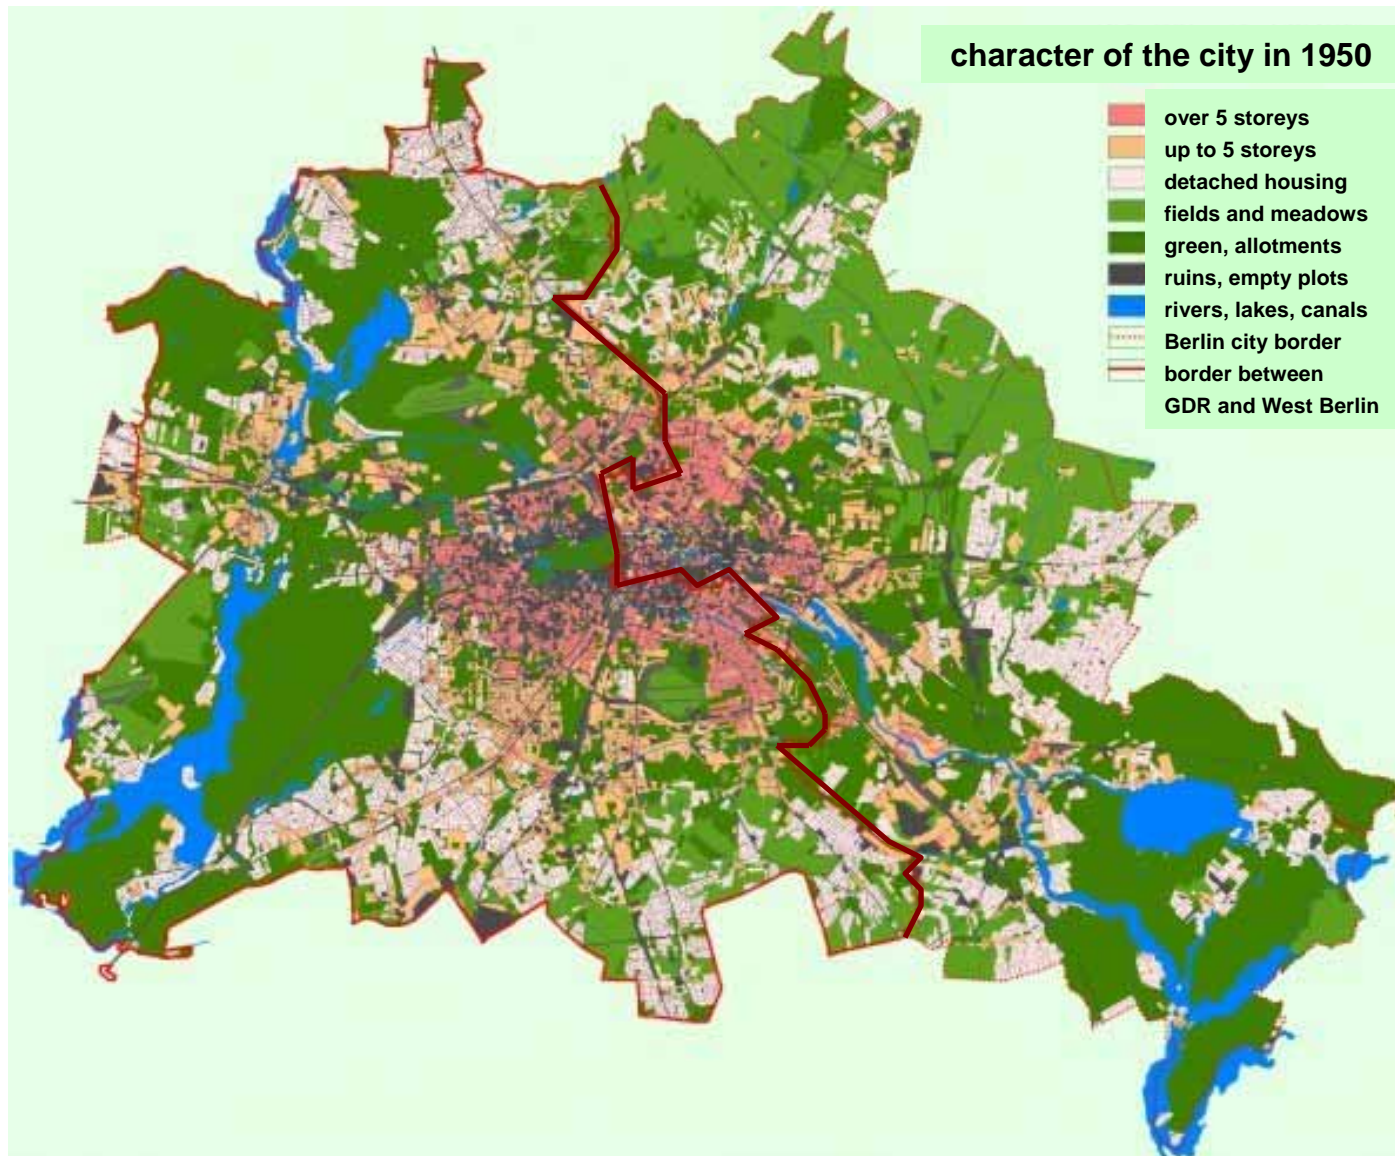 character of the city in 1950
over 5 storeys
up to 5 storeys
detached housing
fields and meadows
green, allotments
ruins, empty plots
rivers, lakes, canals
Berlin city border
border between
GDR and West Berlin